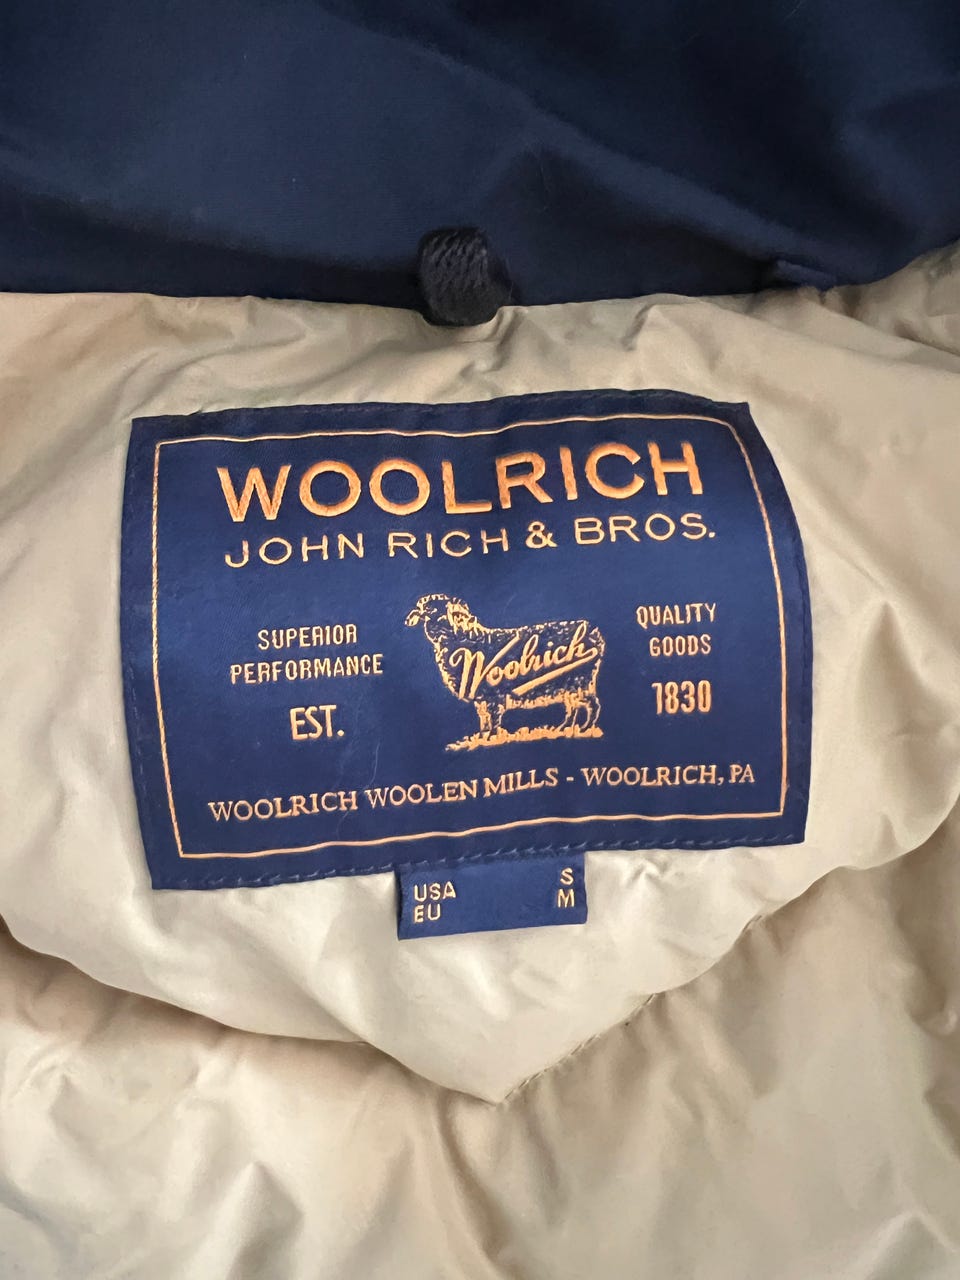 WOOLRICH
JOHN RICH & BROS.
SUPERIOR
PERFORMANCE
EST.
Woolrich
QUALITY
GOODS
1830
WOOLRICH WOOLEN MILLS - WOOLRICH, PA
USA S
EU M